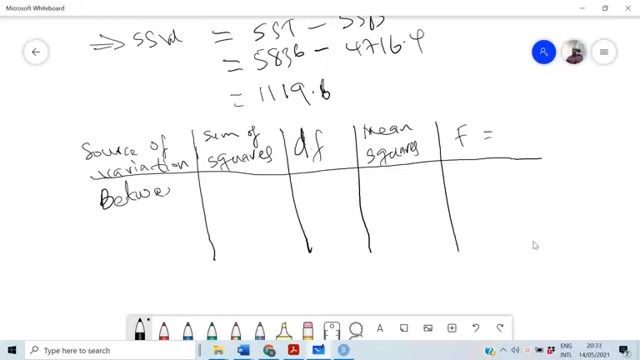 Microsoft Whiteboard
⇒ SSW = SST − SSB
= 5836 − 4716.4
= 1119.6
Source of variation | sum of squares | df | mean squares | F =
Betwee
Type here to search
ENG
INTL
20:33
14/05/2021